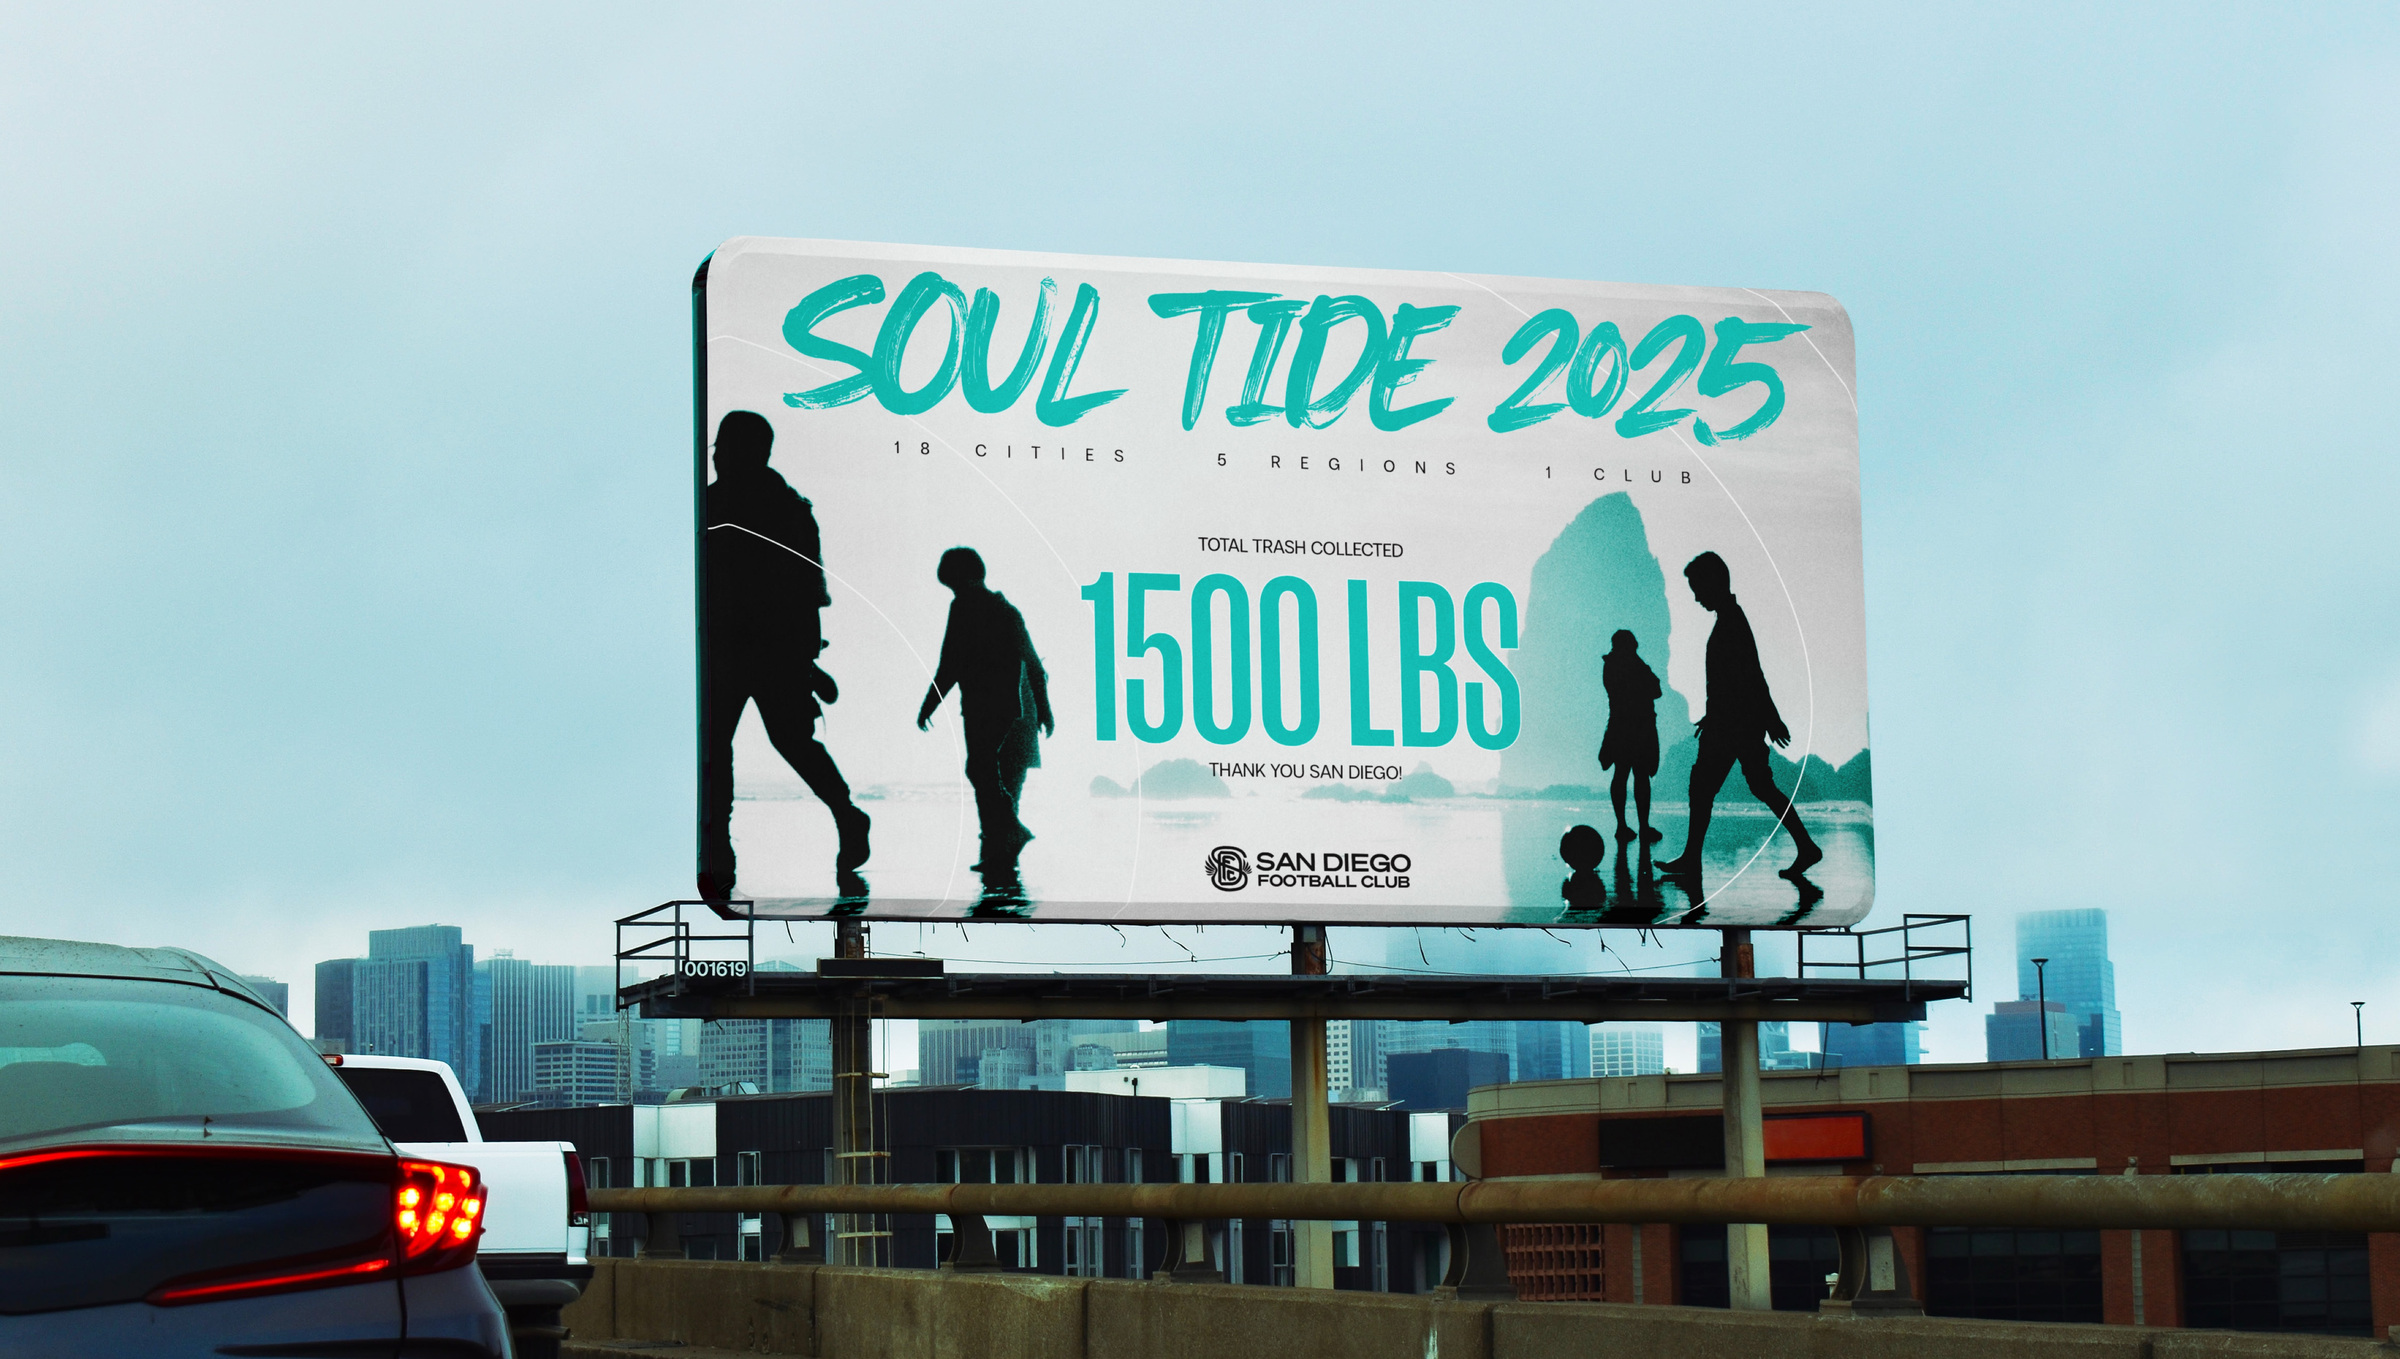 SOUL TIDE 2025
18 CITIES 5 REGIONS 1 CLUB
TOTAL TRASH COLLECTED
1500 LBS
THANK YOU SAN DIEGO!
SAN DIEGO
FOOTBALL CLUB
001619